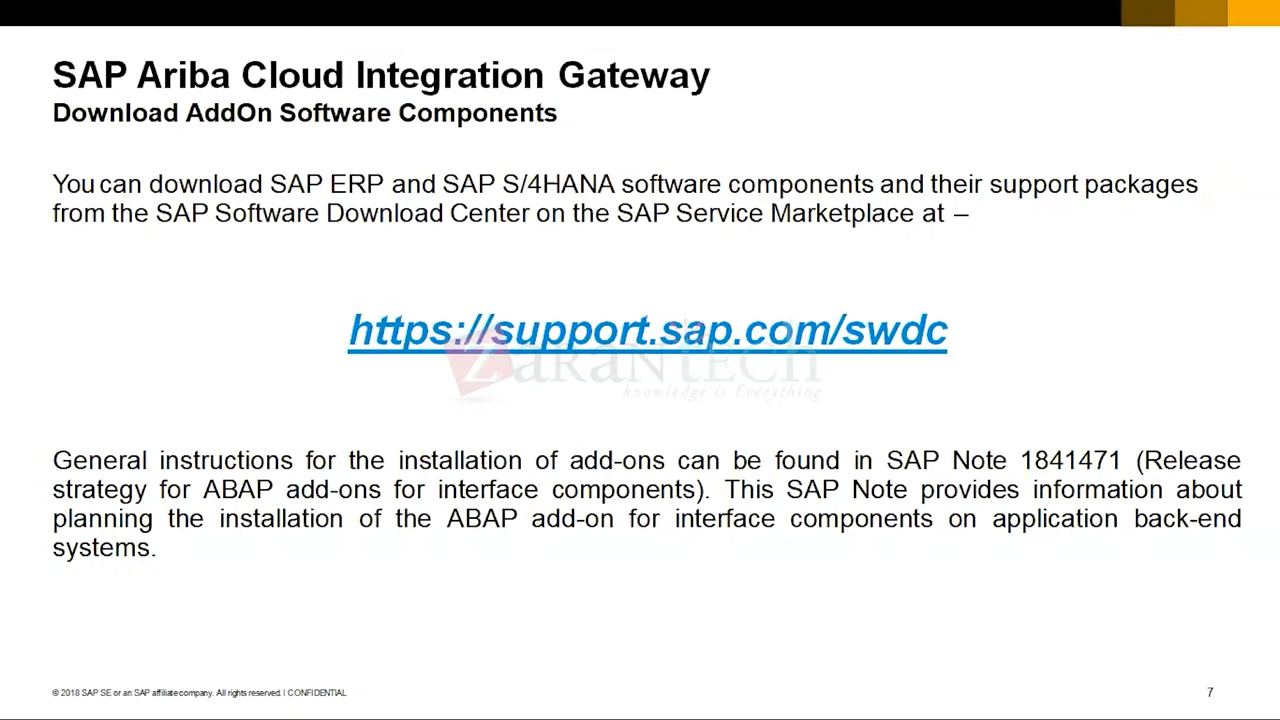 SAP Ariba Cloud Integration Gateway
Download AddOn Software Components
You can download SAP ERP and SAP S/4HANA software components and their support packages
from the SAP Software Download Center on the SAP Service Marketplace at –
https://support.sap.com/swdc
ZaranTech
knowledge is Everything
General instructions for the installation of add-ons can be found in SAP Note 1841471 (Release
strategy for ABAP add-ons for interface components). This SAP Note provides information about
planning the installation of the ABAP add-on for interface components on application back-end
systems.
© 2018 SAP SE or an SAP affiliate company. All rights reserved. I CONFIDENTIAL
7